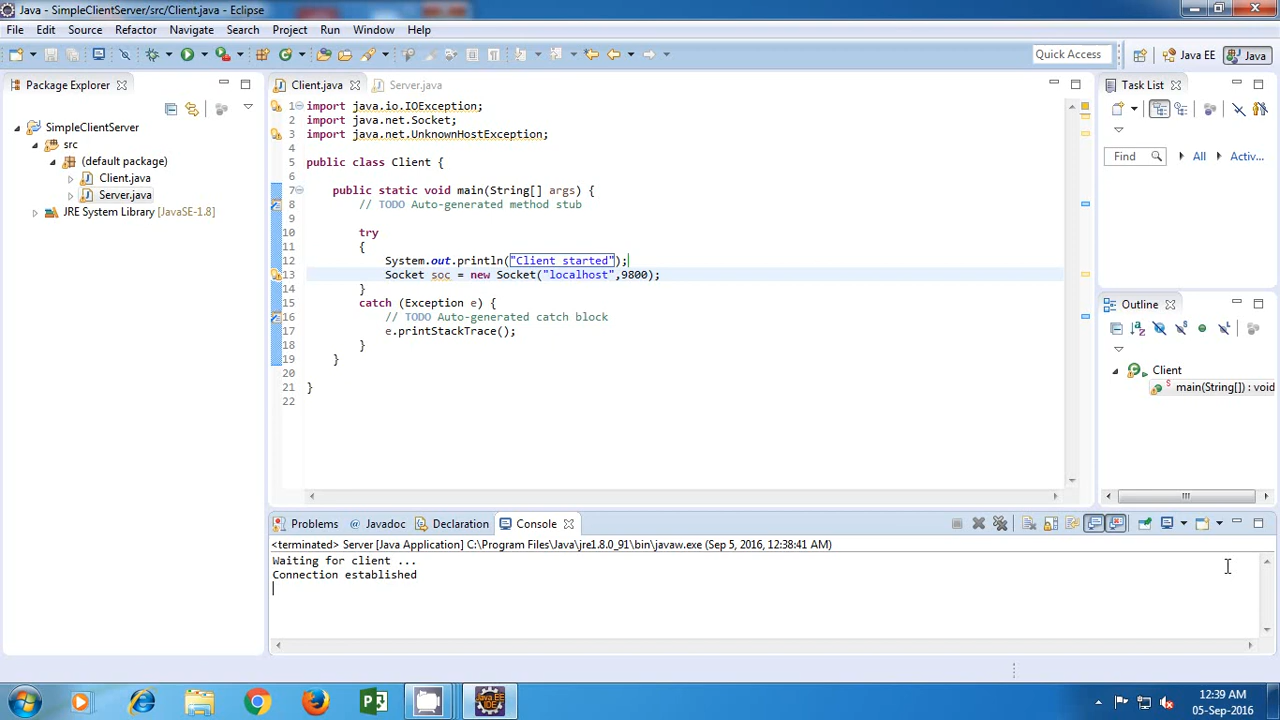 Java - SimpleClientServer/src/Client.java - Eclipse
File Edit Source Refactor Navigate Search Project Run Window Help
Quick Access Java EE Java
Package Explorer
SimpleClientServer
src
(default package)
Client.java
Server.java
JRE System Library [JavaSE-1.8]
Client.java Server.java
1 import java.io.IOException;
2 import java.net.Socket;
3 import java.net.UnknownHostException;
4
5 public class Client {
6
7 public static void main(String[] args) {
8 // TODO Auto-generated method stub
9
10 try
11 {
12 System.out.println("Client started");
13 Socket soc = new Socket("localhost",9800);
14 }
15 catch (Exception e) {
16 // TODO Auto-generated catch block
17 e.printStackTrace();
18 }
19 }
20
21 }
22
Task List
Find All Activ...
Outline
Client
main(String[]) : void
Problems Javadoc Declaration Console
<terminated> Server [Java Application] C:\Program Files\Java\jre1.8.0_91\bin\javaw.exe (Sep 5, 2016, 12:38:41 AM)
Waiting for client ...
Connection established
Java EE
IDE
12:39 AM
05-Sep-2016